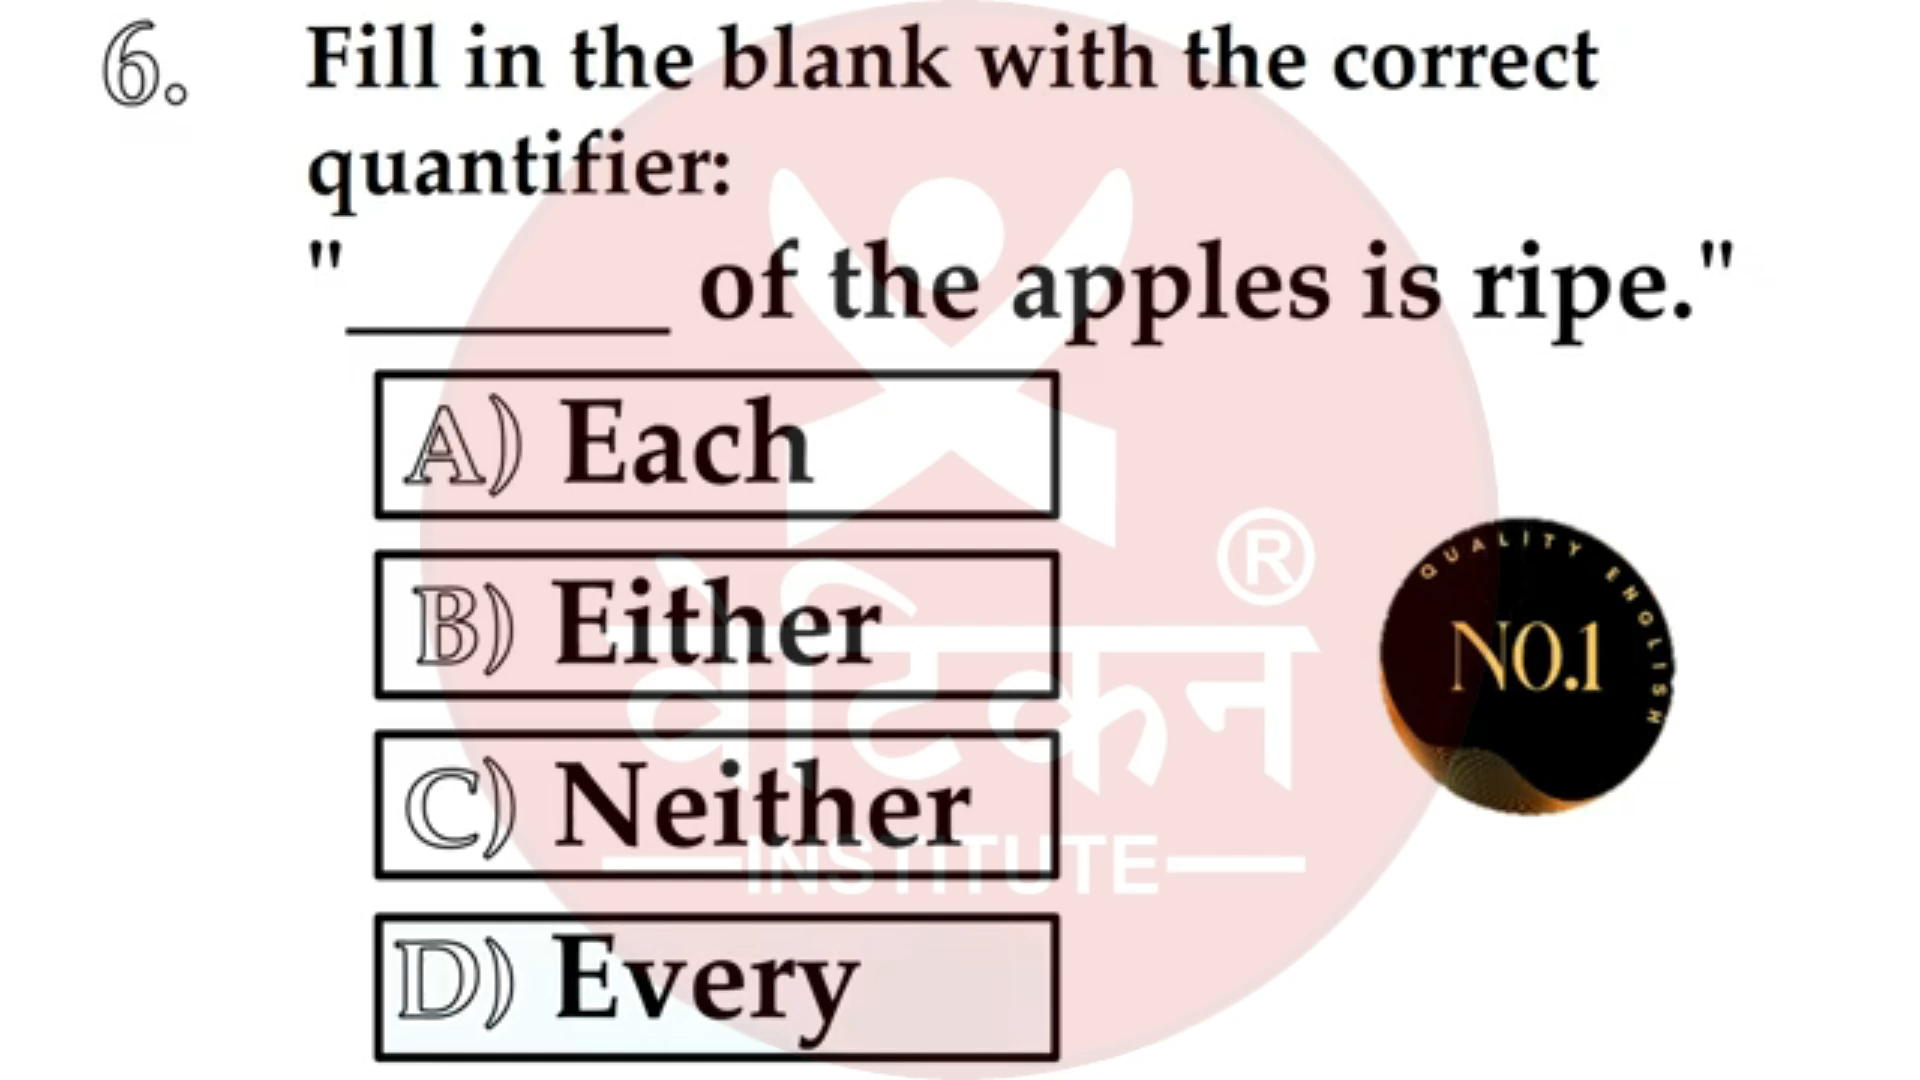 6. Fill in the blank with the correct
quantifier:
"_______ of the apples is ripe."
A) Each
B) Either
C) Neither
D) Every
®
वेटिकन
INSTITUTE
QUALITY ENGLISH
NO.1